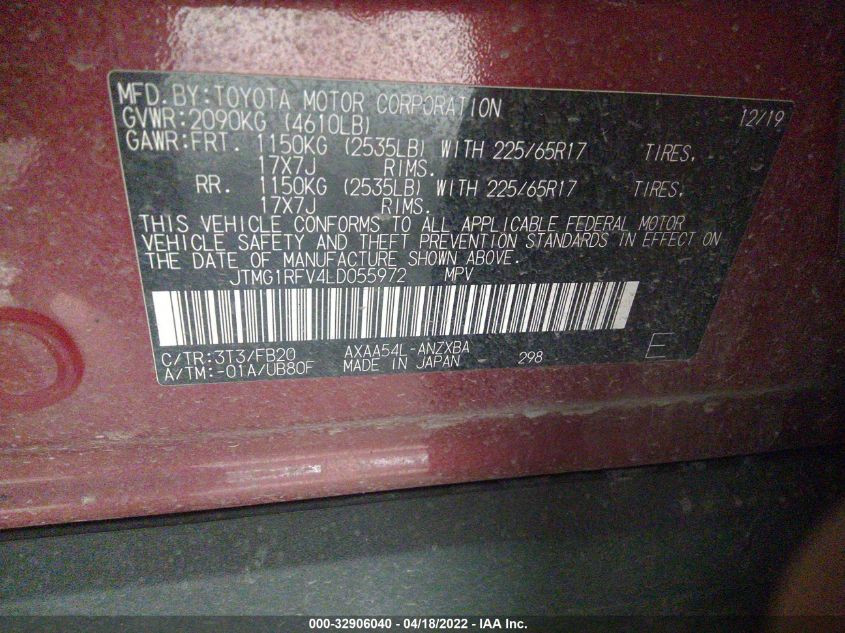 MFD. BY: TOYOTA MOTOR CORPORATION 12/19
GVWR: 2090KG (4610LB)
GAWR: FRT. 1150KG (2535LB) WITH 225/65R17 TIRES,
17X7J RIMS.
RR. 1150KG (2535LB) WITH 225/65R17 TIRES,
17X7J RIMS.
THIS VEHICLE CONFORMS TO ALL APPLICABLE FEDERAL MOTOR
VEHICLE SAFETY AND THEFT PREVENTION STANDARDS IN EFFECT ON
THE DATE OF MANUFACTURE SHOWN ABOVE.
JTMG1RFV4LD055972 MPV
C/TR: 3T3/FB20 AXAA54L-ANZXBA 298 E
A/TM: -01A/UB80F MADE IN JAPAN
000-32906040 - 04/18/2022 - IAA Inc.